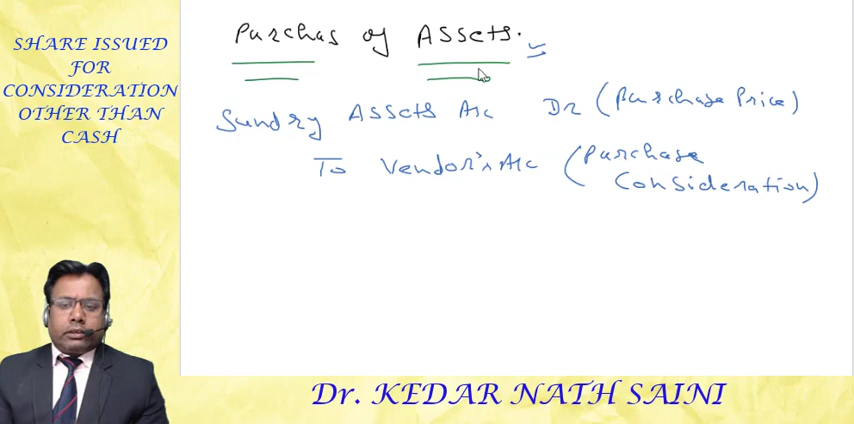 SHARE ISSUED
FOR
CONSIDERATION
OTHER THAN
CASH
Purchas of Assets.
Sundry Assets A/c Dr (Purchase Price)
To Vendor's A/c (Purchase
Consideration)
Dr. KEDAR NATH SAINI